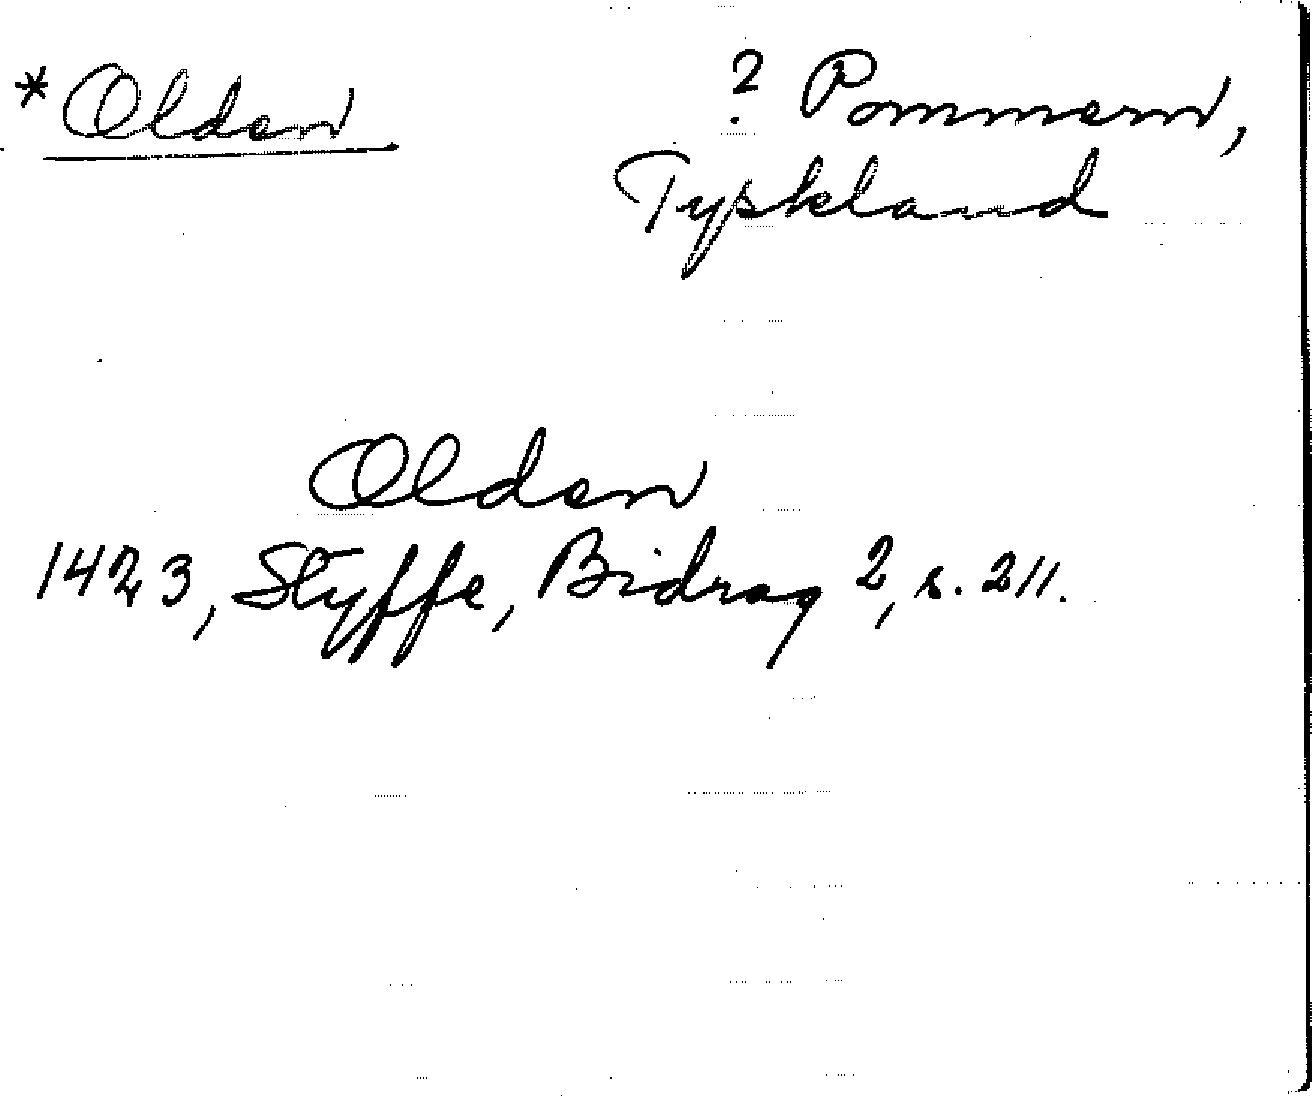 *Olden ? Pommern,
Tyskland
Olden
1423, Styffe, Bidrag 2, s. 211.